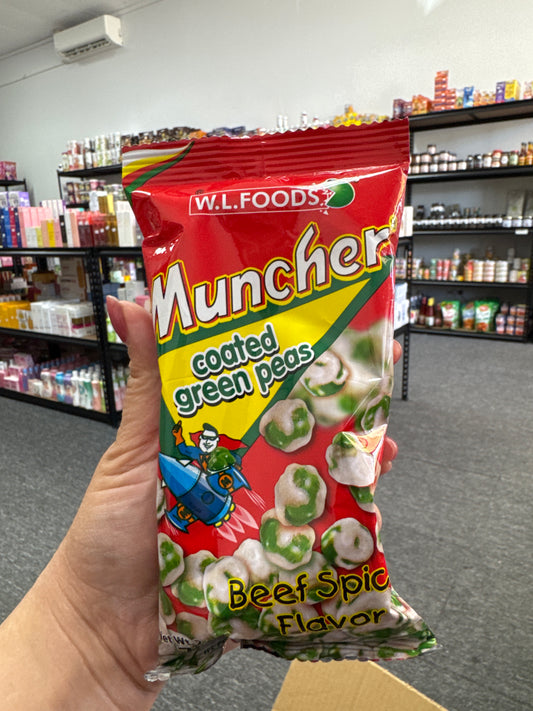 W.L.FOODS
Muncher
coated
green peas
Beef Spic
Flavor